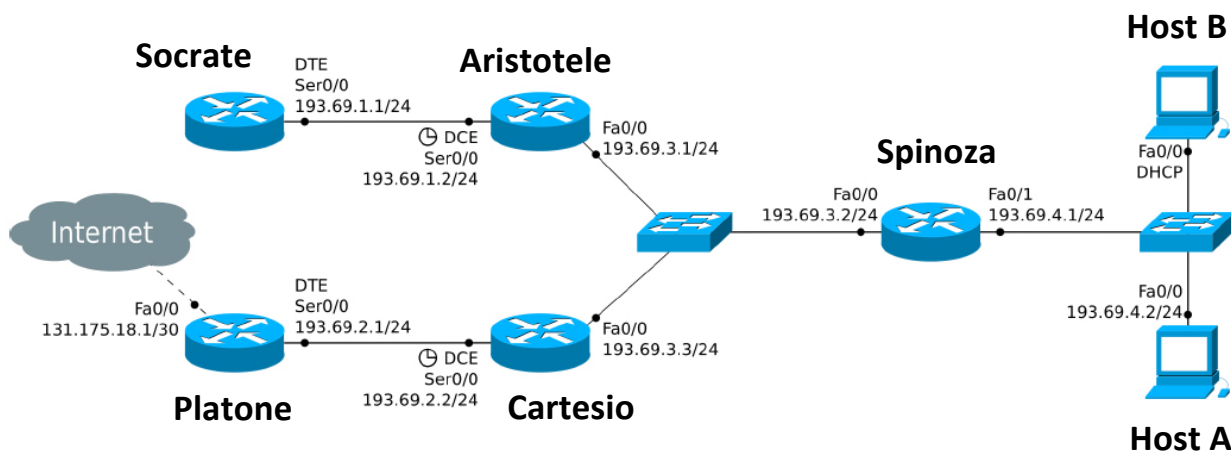 Socrate
DTE
Ser0/0
193.69.1.1/24
Aristotele
DCE
Ser0/0
193.69.1.2/24
Fa0/0
193.69.3.1/24
Internet
Fa0/0
131.175.18.1/30
Platone
DTE
Ser0/0
193.69.2.1/24
DCE
Ser0/0
193.69.2.2/24
Cartesio
Fa0/0
193.69.3.3/24
Spinoza
Fa0/0
193.69.3.2/24
Fa0/1
193.69.4.1/24
Host B
Fa0/0
DHCP
Fa0/0
193.69.4.2/24
Host A